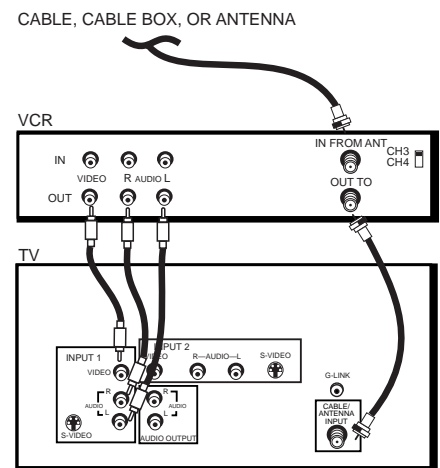 CABLE, CABLE BOX, OR ANTENNA
VCR
IN FROM ANT
CH3
CH4
IN
VIDEO R AUDIO L
OUT TO
OUT
TV
INPUT 2
INPUT 1
VIDEO R—AUDIO—L S-VIDEO
VIDEO
G-LINK
R R
AUDIO AUDIO
L L
CABLE/
ANTENNA
INPUT
S-VIDEO
AUDIO OUTPUT